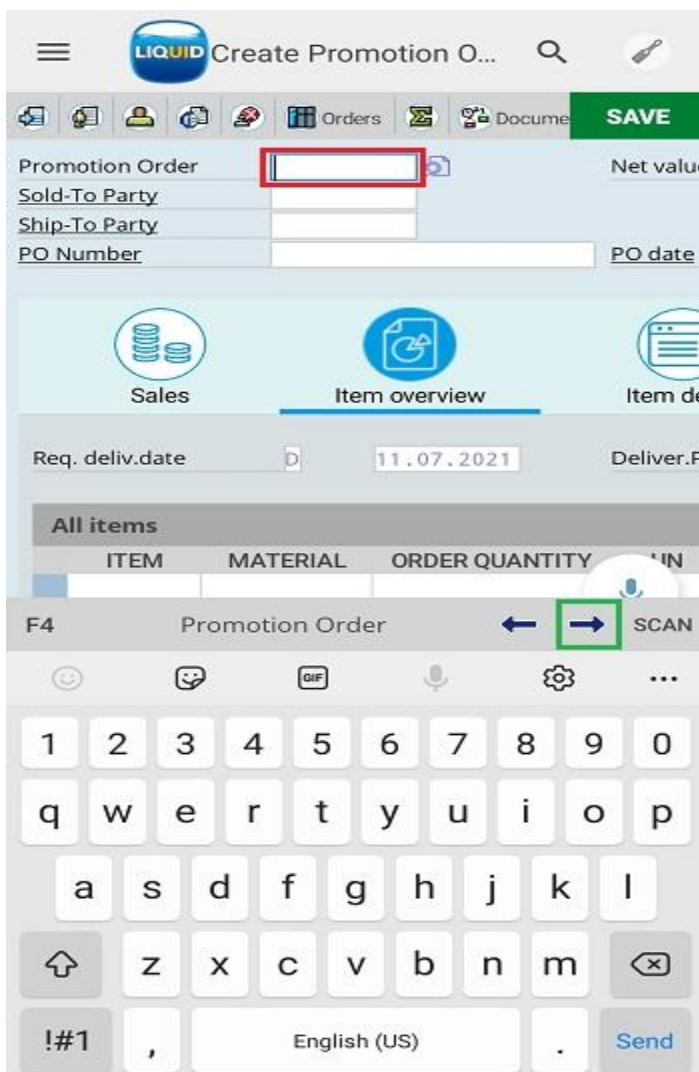 LIQUID Create Promotion O...
Orders Docume SAVE
Promotion Order Net valu
Sold-To Party
Ship-To Party
PO Number PO date
Sales Item overview Item de
Req. deliv.date D 11.07.2021 Deliver.P
All items
ITEM MATERIAL ORDER QUANTITY UN
F4 Promotion Order SCAN
GIF
1 2 3 4 5 6 7 8 9 0
q w e r t y u i o p
a s d f g h j k l
z x c v b n m
!#1 , English (US) . Send